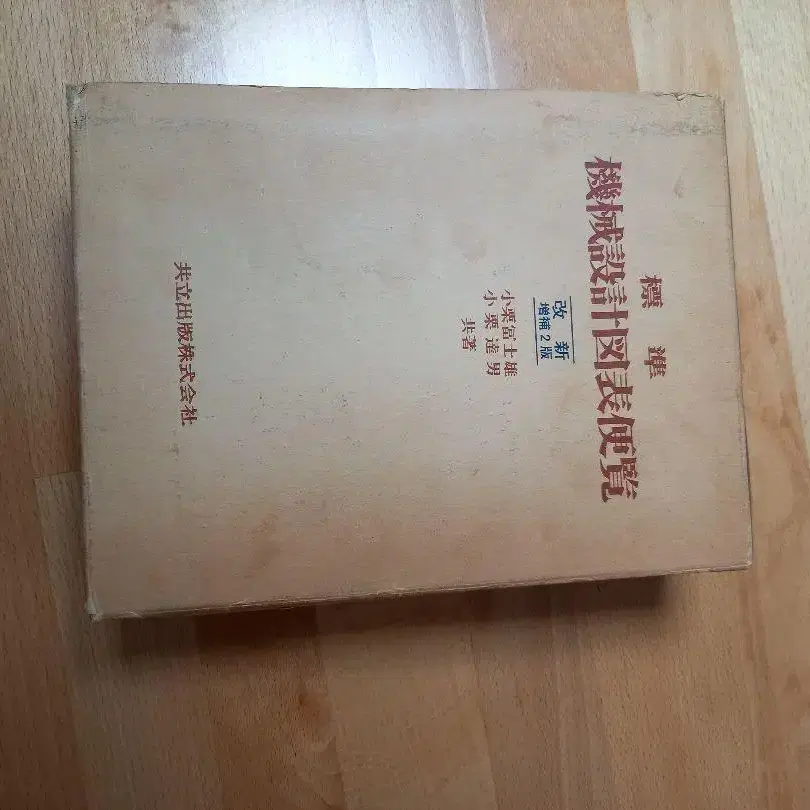 標準
機械設計図表便覧
改新
増補2版
小栗冨士雄
小栗達男
共著
共立出版株式会社